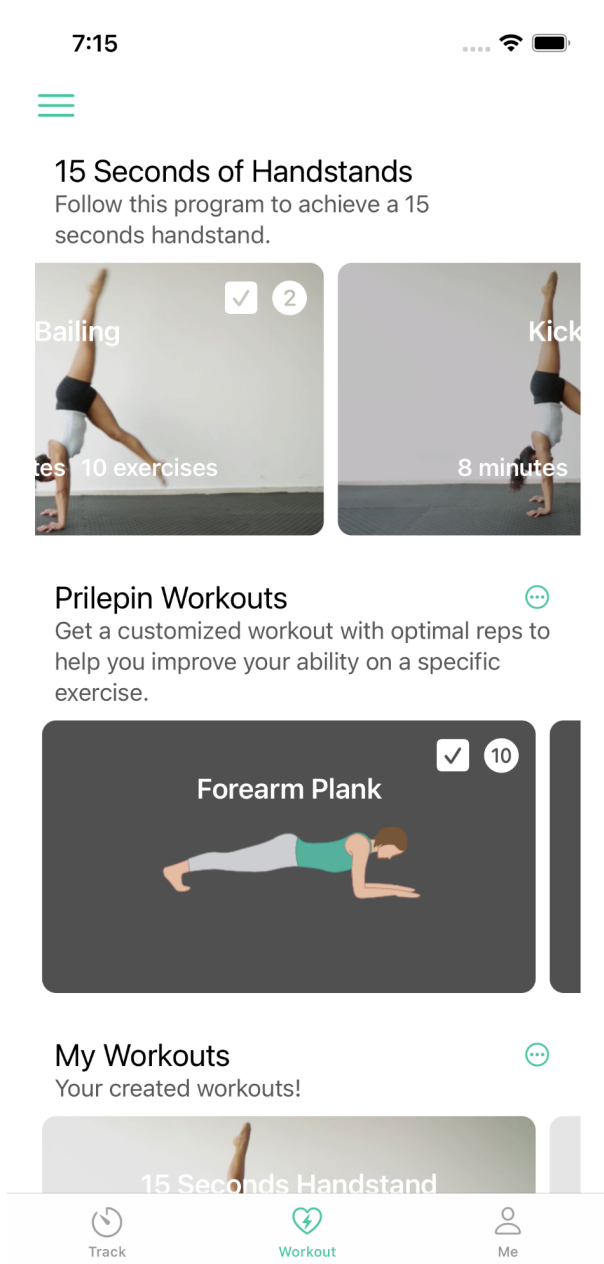 7:15
15 Seconds of Handstands
Follow this program to achieve a 15
seconds handstand.
2
Bailing
Kick
tes 10 exercises
8 minutes
Prilepin Workouts
Get a customized workout with optimal reps to
help you improve your ability on a specific
exercise.
10
Forearm Plank
My Workouts
Your created workouts!
15 Seconds Handstand
Track
Workout
Me